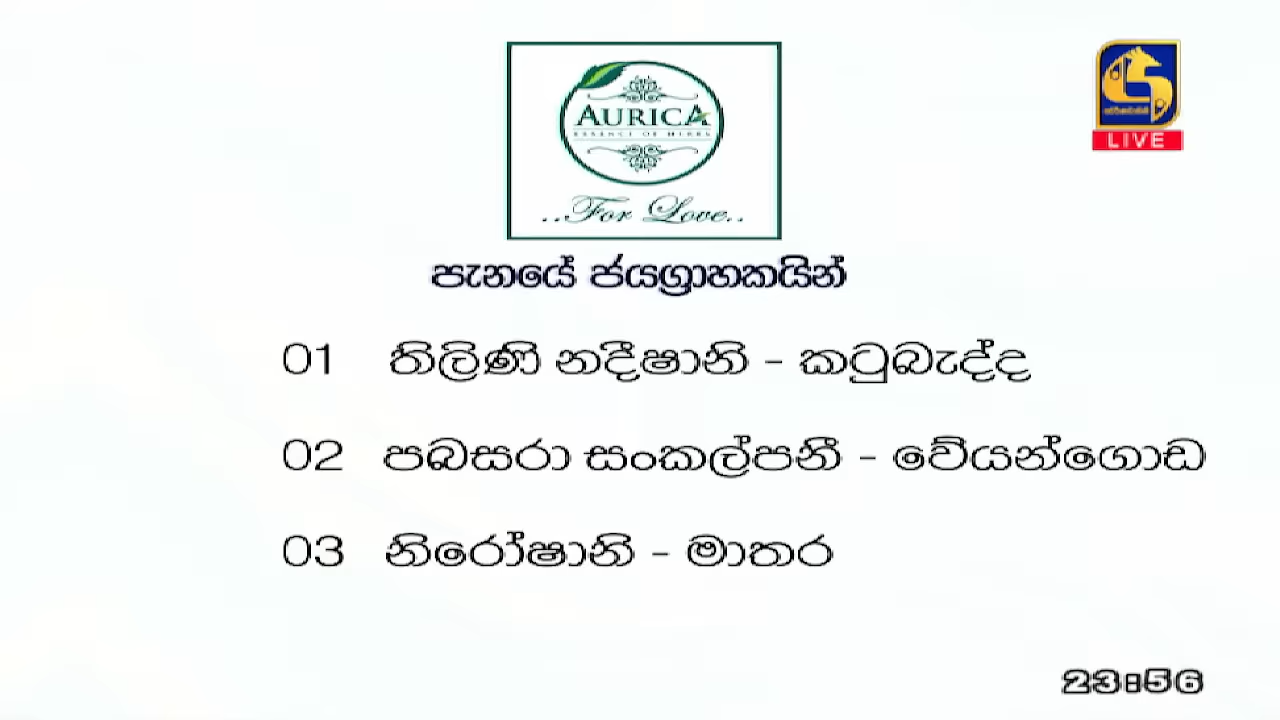 AURICA
ESSENCE OF HERBS
..For Love..
LIVE
පැනයේ ජයග්‍රාහකයින්
01 තිලිණි නදීෂානි - කටුබැද්ද
02 පබසරා සංකල්පනී - වේයන්ගොඩ
03 නිරෝෂානි - මාතර
23:56